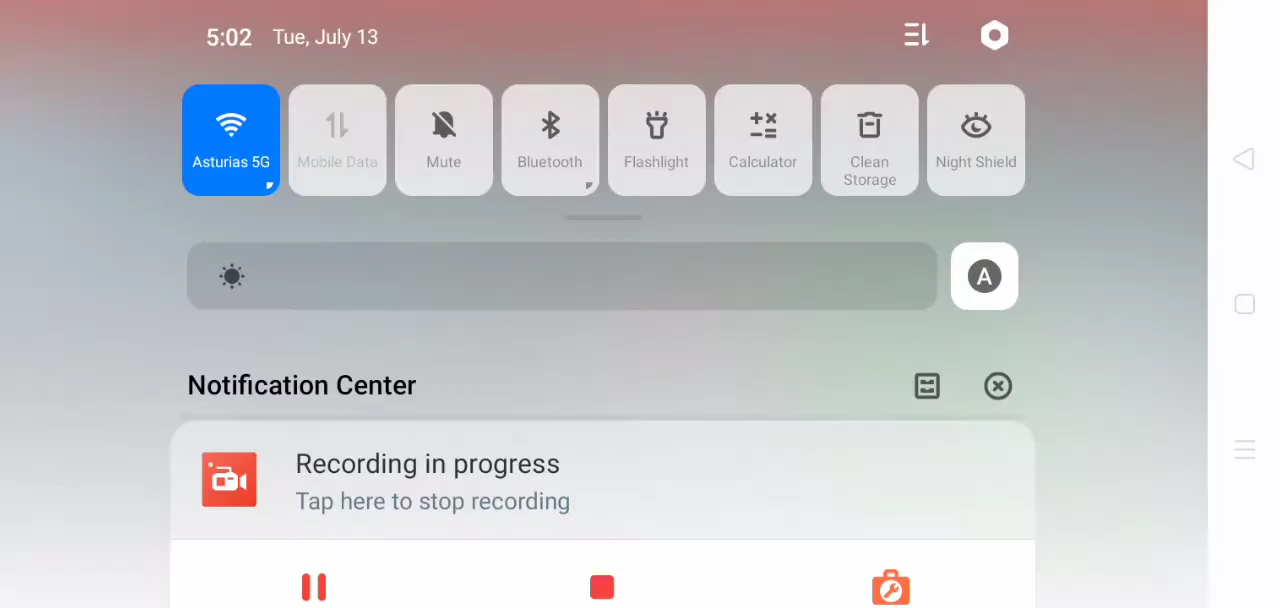 5:02 Tue, July 13
Asturias 5G Mobile Data Mute Bluetooth Flashlight Calculator Clean Storage Night Shield
A
Notification Center
Recording in progress
Tap here to stop recording